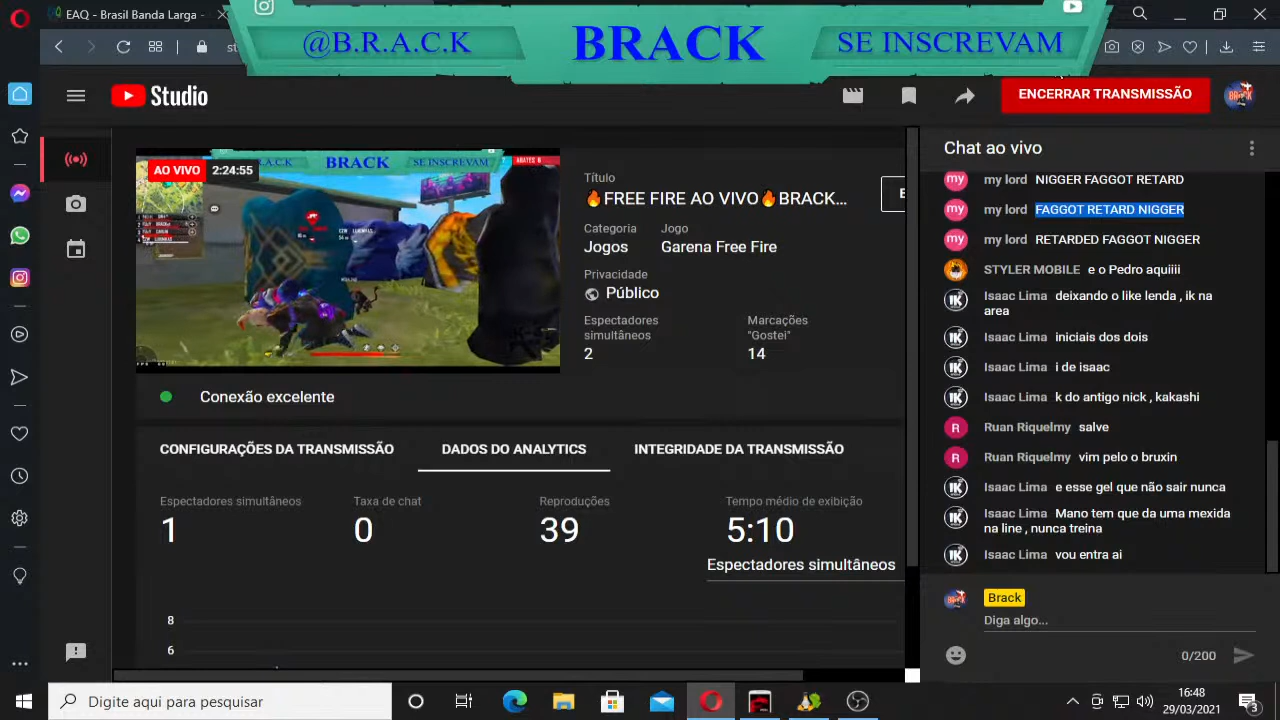 EAQ - Brasil Banda Larga -
@B.R.A.C.K
BRACK
SE INSCREVAM
Studio
ENCERRAR TRANSMISSÃO
AO VIVO
2:24:55
BRACK
SE INSCREVAM
Título
🔥FREE FIRE AO VIVO🔥BRACK...
Categoria
Jogos
Jogo
Garena Free Fire
Privacidade
Público
Espectadores
simultâneos
2
Marcações
"Gostei"
14
Conexão excelente
CONFIGURAÇÕES DA TRANSMISSÃO
DADOS DO ANALYTICS
INTEGRIDADE DA TRANSMISSÃO
Espectadores simultâneos
1
Taxa de chat
0
Reproduções
39
Tempo médio de exibição
5:10
Espectadores simultâneos
8
6
Chat ao vivo
my lord NIGGER FAGGOT RETARD
my lord FAGGOT RETARD NIGGER
my lord RETARDED FAGGOT NIGGER
STYLER MOBILE e o Pedro aquiiii
Isaac Lima deixando o like lenda , ik na
area
Isaac Lima iniciais dos dois
Isaac Lima i de isaac
Isaac Lima k do antigo nick , kakashi
Ruan Riquelmy salve
Ruan Riquelmy vim pelo o bruxin
Isaac Lima e esse gel que não sair nunca
Isaac Lima Mano tem que da uma mexida
na line , nunca treina
Isaac Lima vou entra ai
Brack
Diga algo...
0/200
Digite aqui para pesquisar
16:48
29/03/2021
3